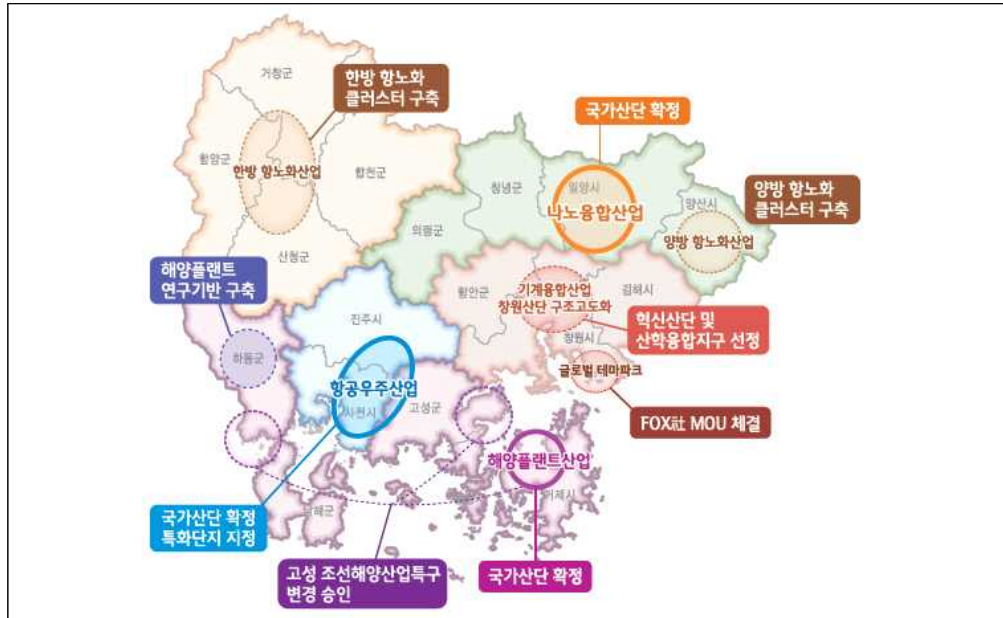 거창군
한방 항노화
클러스터 구축
국가산단 확정
함양군
한방 항노화산업
합천군
창녕군
밀양시
나노융합산업
양산시
양방 항노화
클러스터 구축
양방 항노화산업
의령군
산청군
해양플랜트
연구기반 구축
함안군
기계융합산업
창원산단 구조고도화
김해시
진주시
창원시
혁신산단 및
산학융합지구 선정
하동군
글로벌 테마파크
항공우주산업
사천시
고성군
FOX社 MOU 체결
해양플랜트산업
거제시
남해군
국가산단 확정
특화단지 지정
고성 조선해양산업특구
변경 승인
국가산단 확정